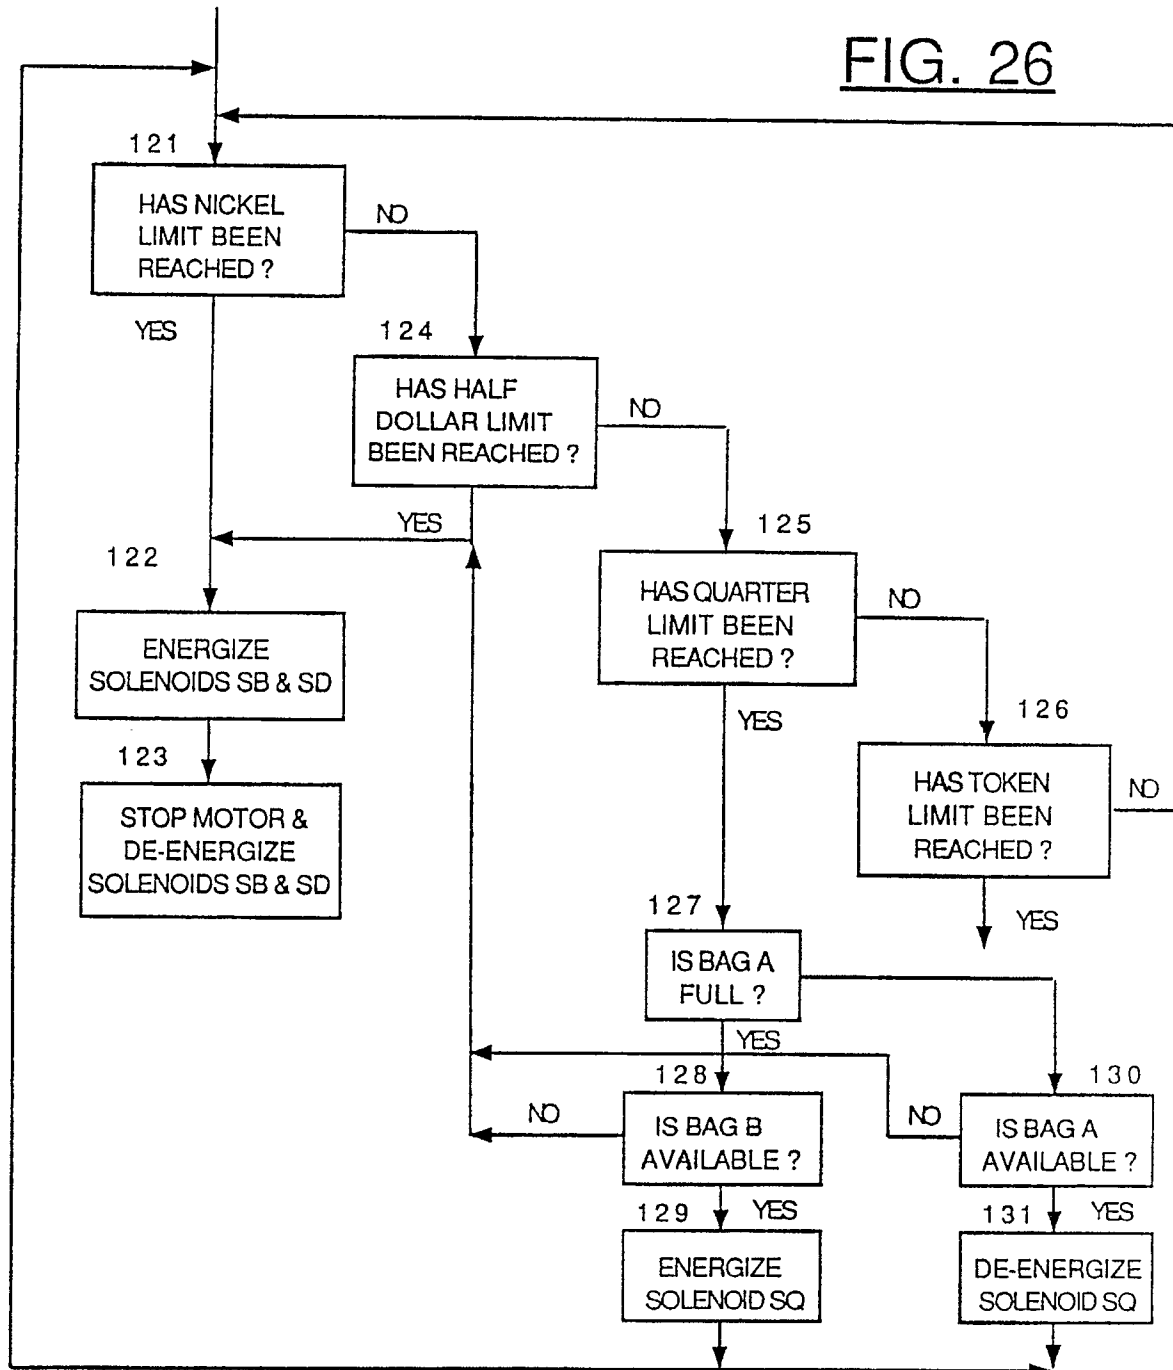 FIG. 26
121
HAS NICKEL
LIMIT BEEN
REACHED ?
NO
YES
124
HAS HALF
DOLLAR LIMIT
BEEN REACHED ?
NO
YES
122
ENERGIZE
SOLENOIDS SB & SD
123
STOP MOTOR &
DE-ENERGIZE
SOLENOIDS SB & SD
125
HAS QUARTER
LIMIT BEEN
REACHED ?
NO
YES
126
HAS TOKEN
LIMIT BEEN
REACHED ?
NO
YES
127
IS BAG A
FULL ?
YES
128
IS BAG B
AVAILABLE ?
NO
YES
129
ENERGIZE
SOLENOID SQ
130
IS BAG A
AVAILABLE ?
NO
YES
131
DE-ENERGIZE
SOLENOID SQ